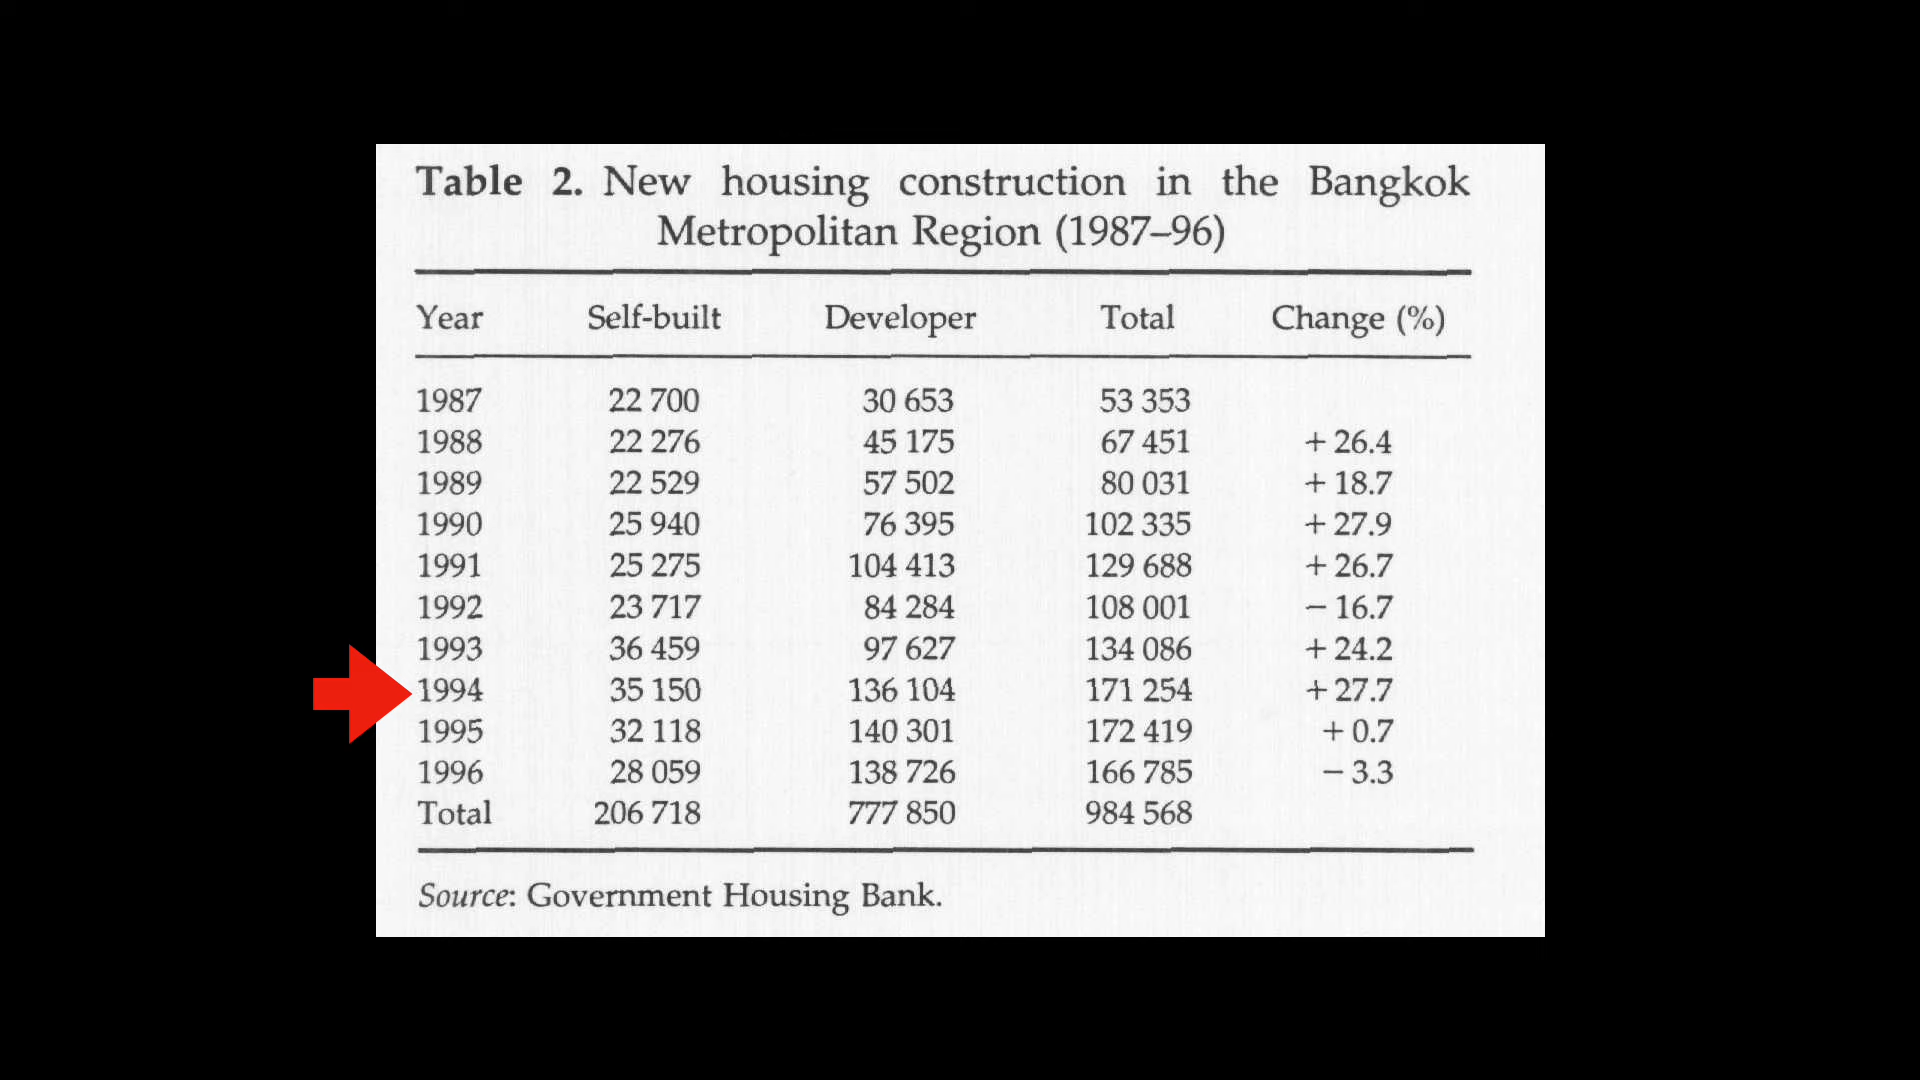 Table 2. New housing construction in the Bangkok
Metropolitan Region (1987–96)
Year Self-built Developer Total Change (%)
1987 22 700 30 653 53 353
1988 22 276 45 175 67 451 + 26.4
1989 22 529 57 502 80 031 + 18.7
1990 25 940 76 395 102 335 + 27.9
1991 25 275 104 413 129 688 + 26.7
1992 23 717 84 284 108 001 − 16.7
1993 36 459 97 627 134 086 + 24.2
1994 35 150 136 104 171 254 + 27.7
1995 32 118 140 301 172 419 + 0.7
1996 28 059 138 726 166 785 − 3.3
Total 206 718 777 850 984 568
Source: Government Housing Bank.